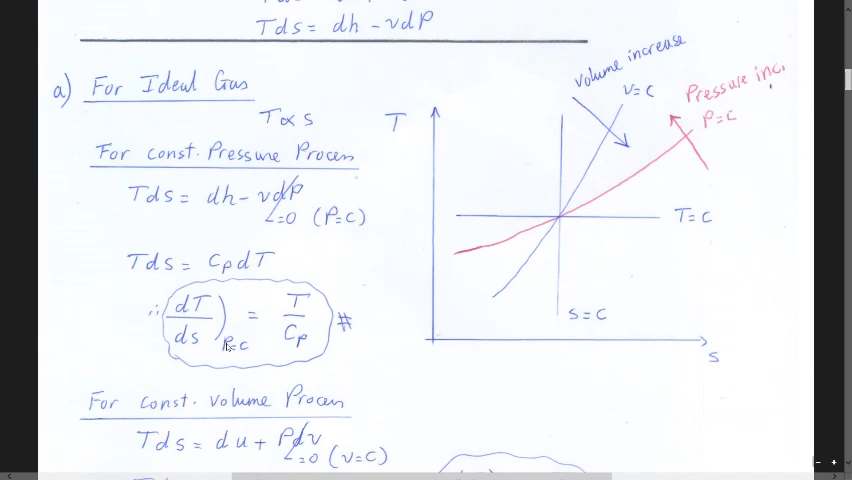 Tds = dh - vdP
a) For Ideal Gas
T ∝ s
For const. Pressure Process
Tds = dh - vdP
=0 (P=C)
Tds = CpdT
∴ dT/ds)P=C = T/Cp #
For const. volume Process
Tds = du + Pdv
=0 (v=c)
volume increase
v=c
Pressure inc.
P=C
T
T=C
s=c
s